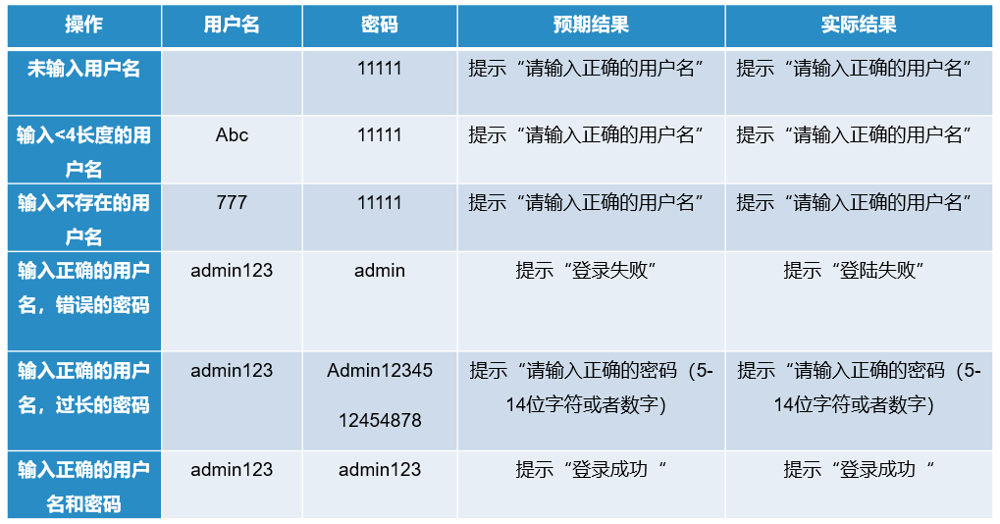 操作 用户名 密码 预期结果 实际结果
未输入用户名 11111 提示“请输入正确的用户名” 提示“请输入正确的用户名”
输入<4长度的用 Abc 11111 提示“请输入正确的用户名” 提示“请输入正确的用户名”
户名
输入不存在的用 777 11111 提示“请输入正确的用户名” 提示“请输入正确的用户名”
户名
输入正确的用户 admin123 admin 提示“登录失败” 提示“登陆失败”
名，错误的密码
输入正确的用户 admin123 Admin12345 提示“请输入正确的密码（5- 提示“请输入正确的密码（5-
名，过长的密码 12454878 14位字符或者数字） 14位字符或者数字）
输入正确的用户 admin123 admin123 提示“登录成功“ 提示“登录成功“
名和密码